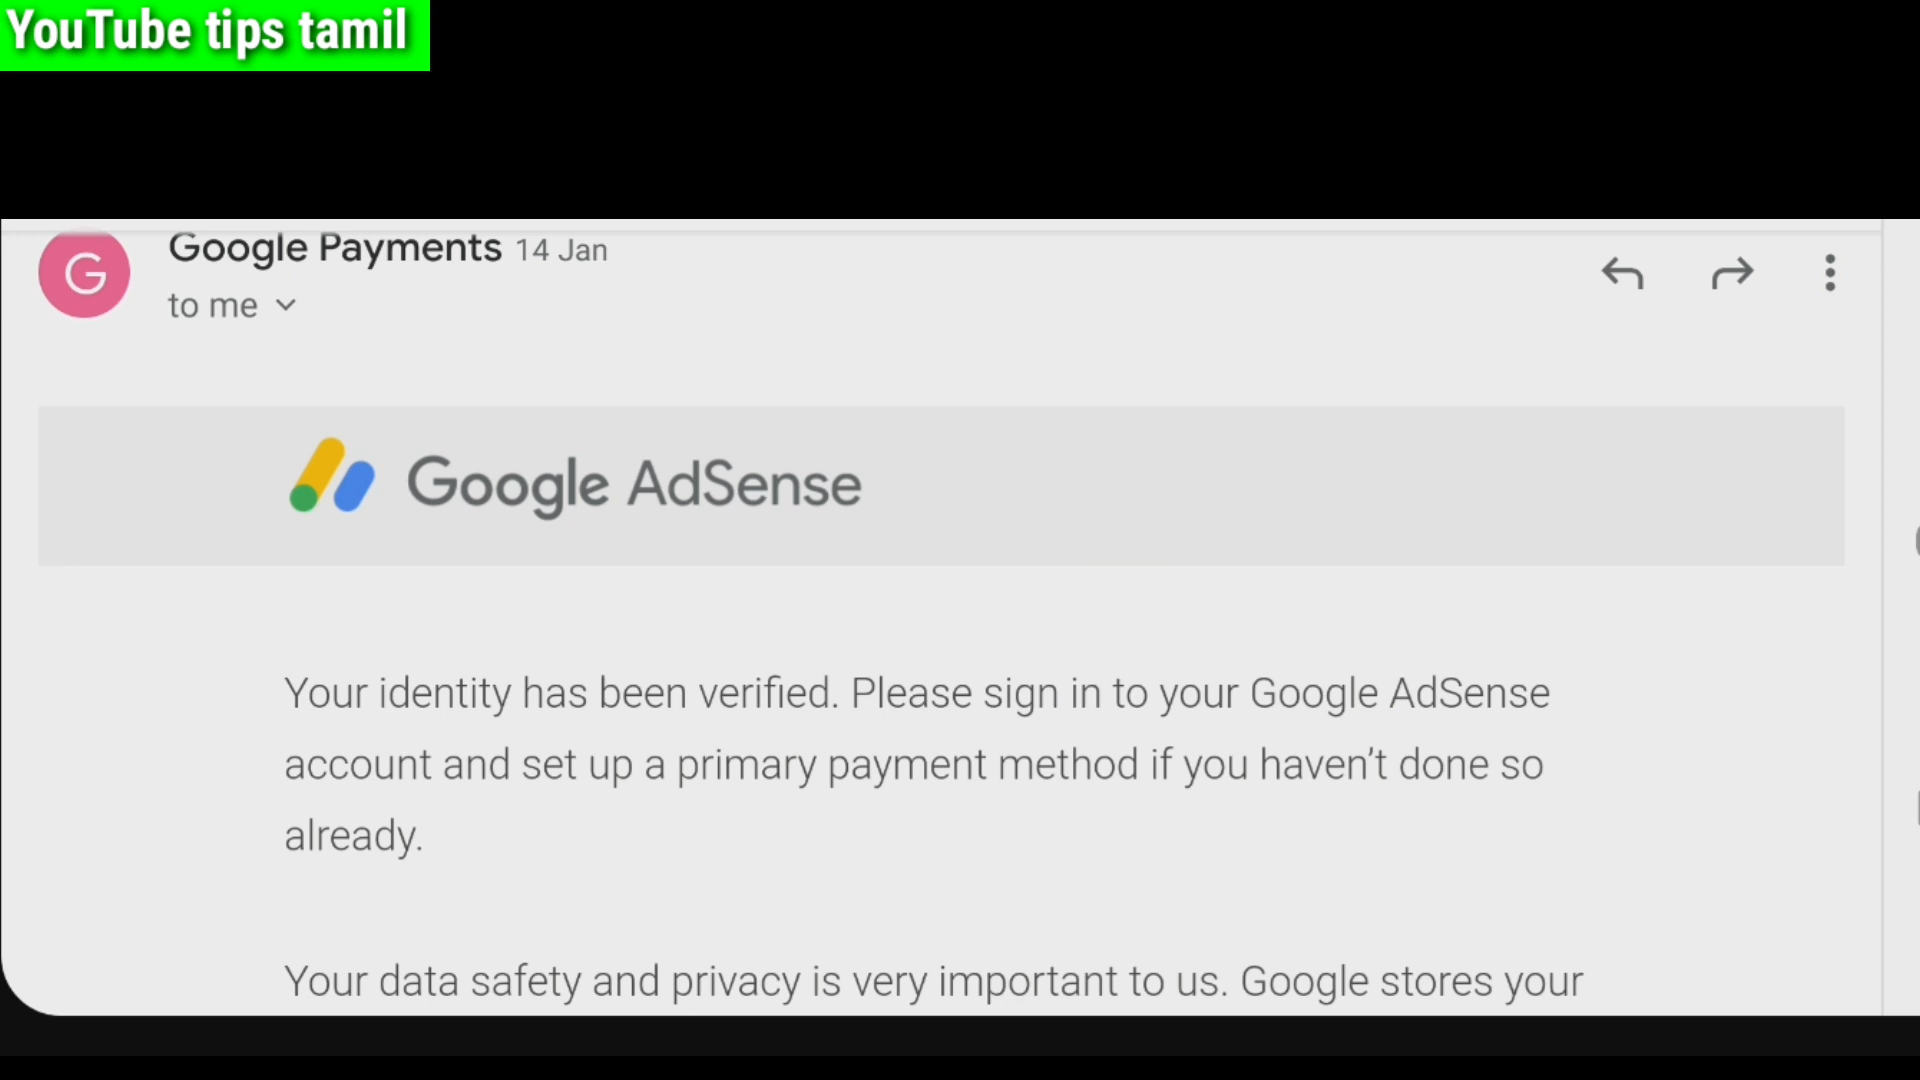 YouTube tips tamil
Google Payments 14 Jan
G
to me
Google AdSense
Your identity has been verified. Please sign in to your Google AdSense
account and set up a primary payment method if you haven’t done so
already.
Your data safety and privacy is very important to us. Google stores your